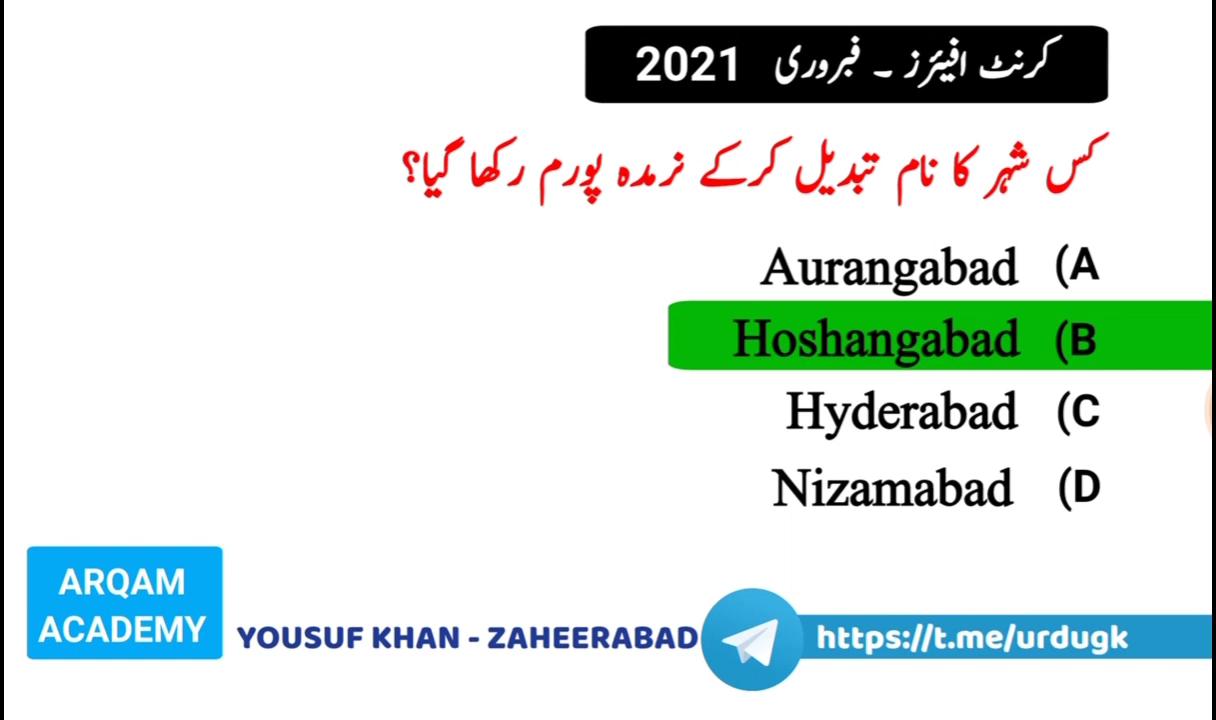 کرنٹ افیئرز ۔ فبروری 2021
کس شہر کا نام تبدیل کرکے نرمدہ پورم رکھا گیا؟
Aurangabad (A
Hoshangabad (B
Hyderabad (C
Nizamabad (D
ARQAM
ACADEMY
YOUSUF KHAN - ZAHEERABAD
https://t.me/urdugk